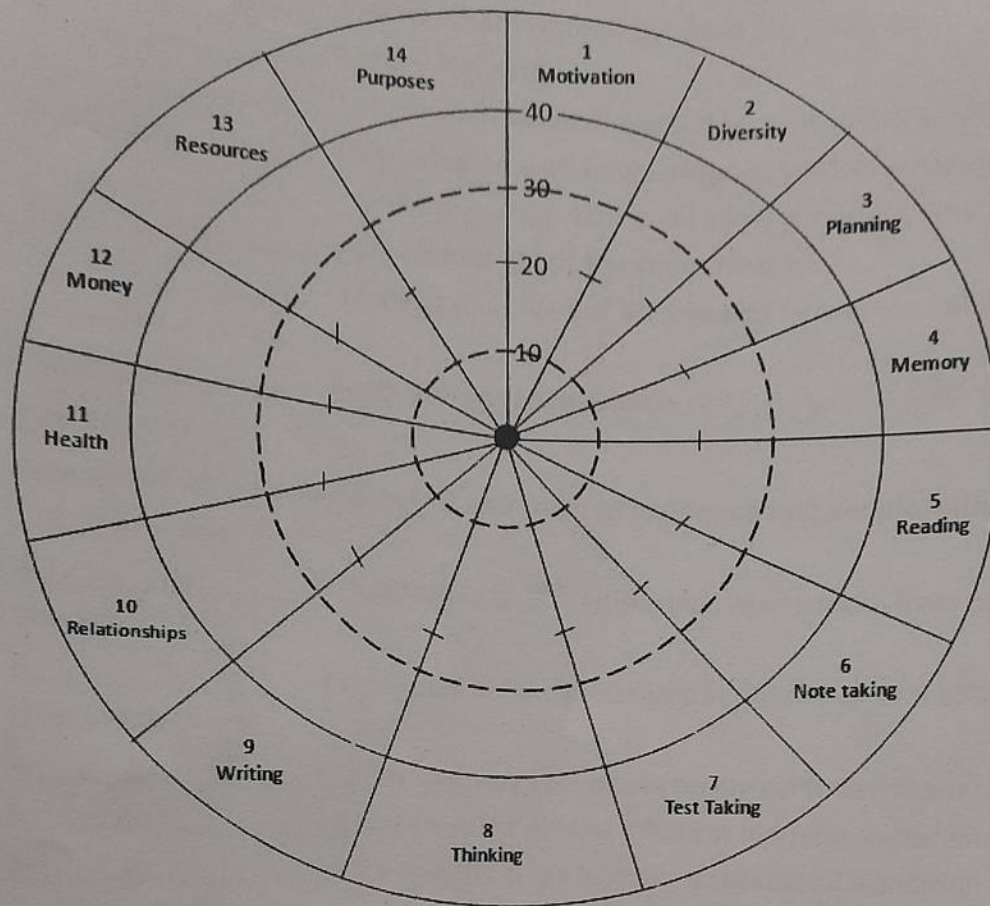 1
Motivation
2
Diversity
3
Planning
4
Memory
5
Reading
6
Note taking
7
Test Taking
8
Thinking
9
Writing
10
Relationships
11
Health
12
Money
13
Resources
14
Purposes
40
30
20
10